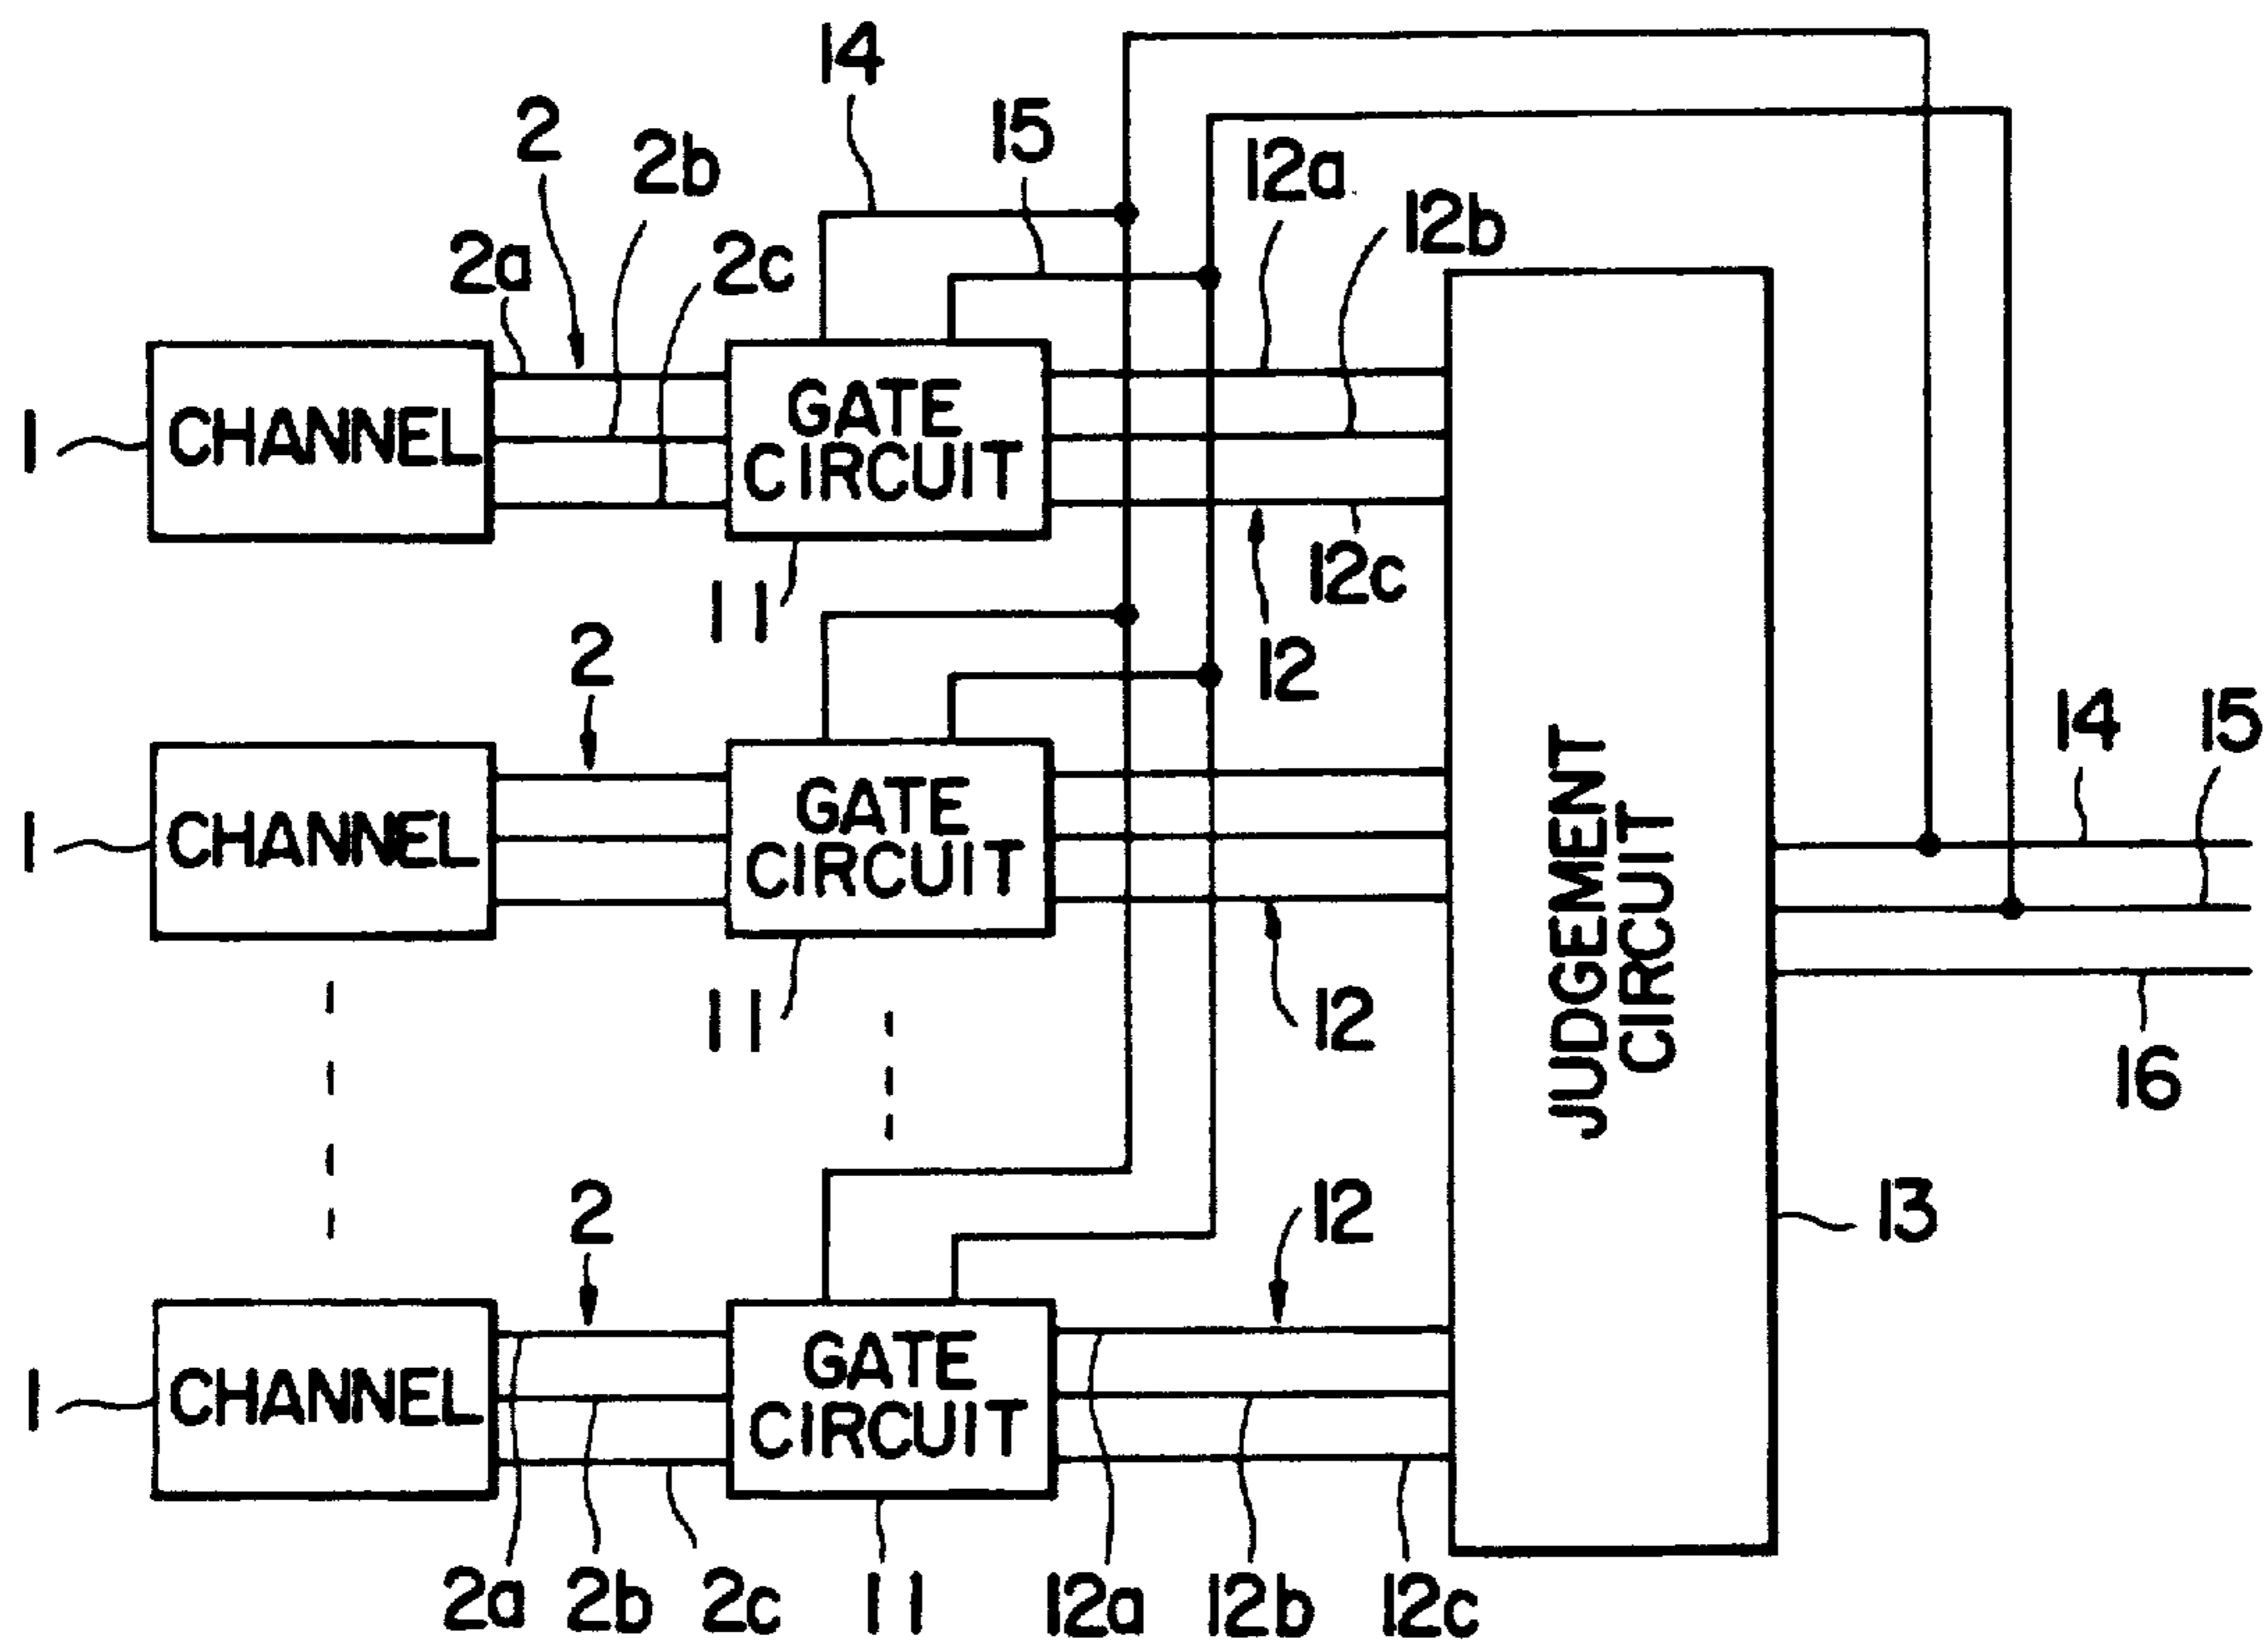 14
2
15
2b
12a
12b
2a
2c
1
CHANNEL
GATE
CIRCUIT
12c
11
2
12
14
15
1
CHANNEL
GATE
CIRCUIT
JUDGEMENT
CIRCUIT
11
12
16
2
12
13
1
CHANNEL
GATE
CIRCUIT
2a
2b
2c
11
12a
12b
12c